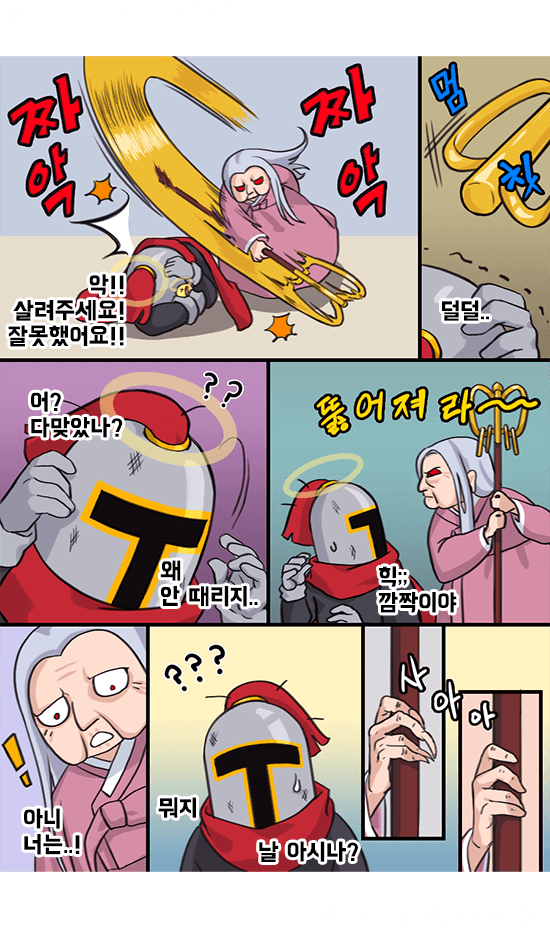 짜악
짜악
악!!
살려주세요!
잘못했어요!!
멈칫
덜덜..
어?
다맞았나?
??
왜
안 때리지..
뚫어져라~~
힉;;
깜짝이야
!
아니
너는..!
???
뭐지
날 아시나?
사아아